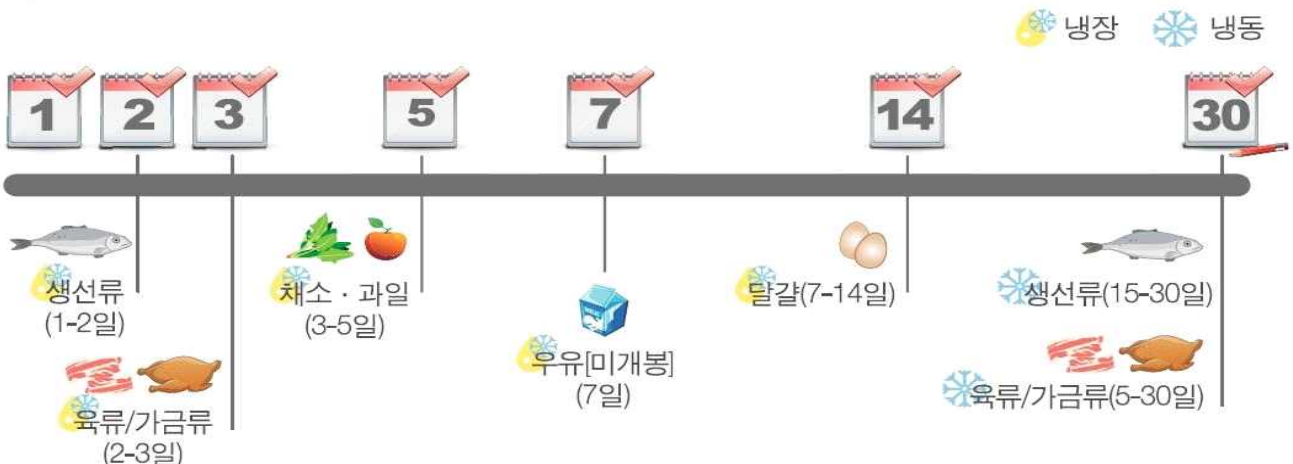 냉장 냉동
1 2 3 5 7 14 30
생선류
(1-2일)
육류/가금류
(2-3일)
채소 · 과일
(3-5일)
우유[미개봉]
(7일)
달걀(7-14일)
생선류(15-30일)
육류/가금류(5-30일)